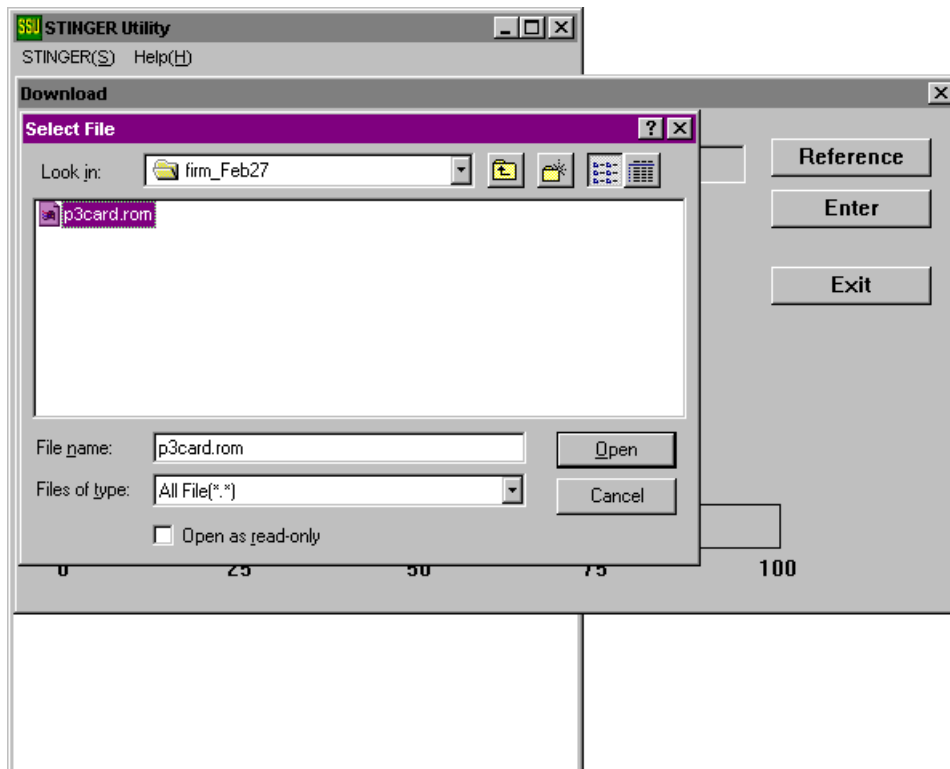 SSU STINGER Utility
STINGER(S) Help(H)
Download
Select File
Look in: firm_Feb27
Reference
p3card.rom
Enter
Exit
File name: p3card.rom
Open
Files of type: All File(*.*)
Cancel
Open as read-only
0 25 50 75 100